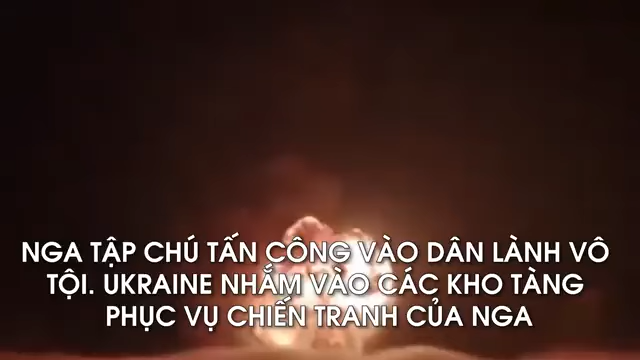 NGA TẬP CHÚ TẤN CÔNG VÀO DÂN LÀNH VÔ
TỘI. UKRAINE NHẮM VÀO CÁC KHO TÀNG
PHỤC VỤ CHIẾN TRANH CỦA NGA